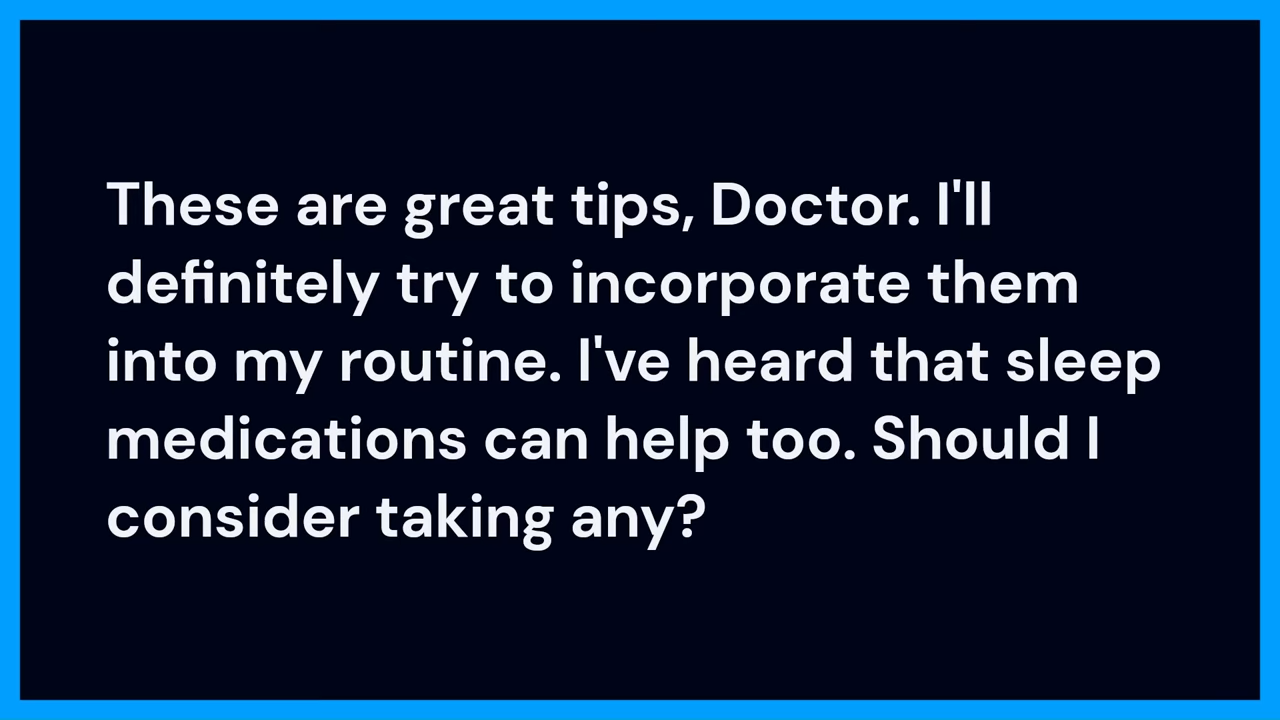 These are great tips, Doctor. I'll
definitely try to incorporate them
into my routine. I've heard that sleep
medications can help too. Should I
consider taking any?